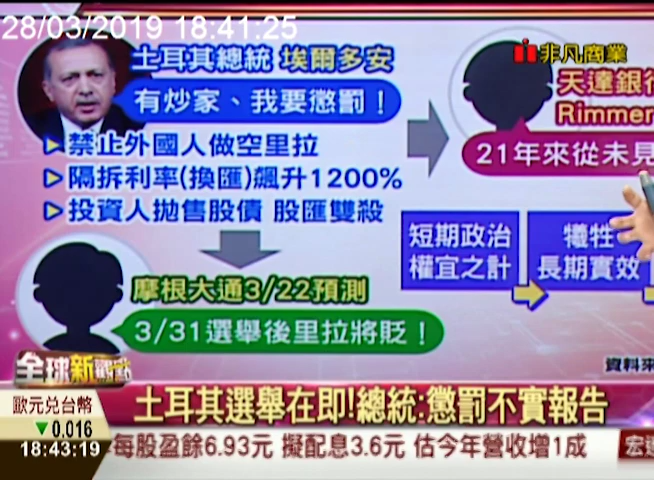 28/03/2019 18:41:25
非凡商業
土耳其總統 埃爾多安
有炒家、我要懲罰！
禁止外國人做空里拉
隔拆利率(換匯)飆升1200%
投資人拋售股債 股匯雙殺
天達銀行
Rimmer
21年來從未見
短期政治
權宜之計
犧牲
長期實效
摩根大通3/22預測
3/31選舉後里拉將貶！
資料來
全球新觀點
土耳其選舉在即!總統:懲罰不實報告
歐元兌台幣
▼0.016
18:43:19
每股盈餘6.93元 擬配息3.6元 估今年營收增1成
宏達